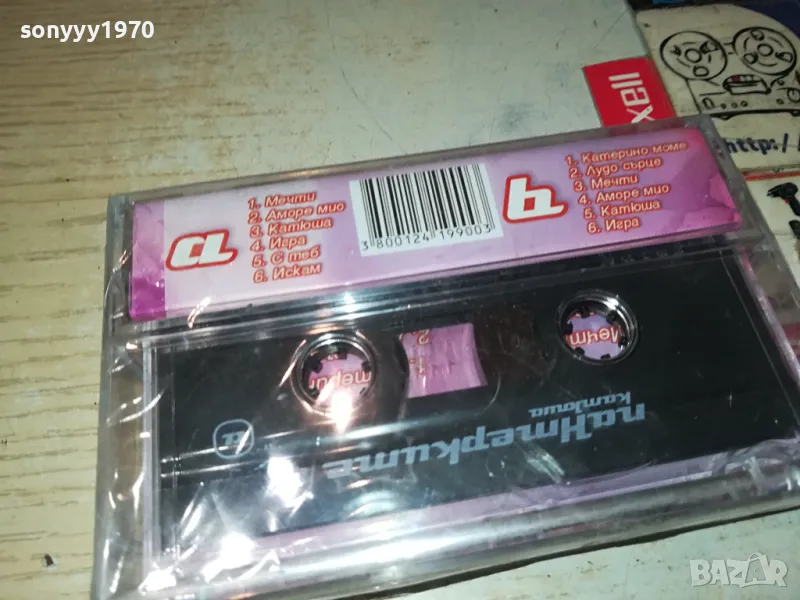 sonyyy1970
xell
http:/
a
1. Мечти
2. Аморе мио
3. Катюша
4. Игра
5. С теб
6. Искам
3 800124 199003
b
1. Катерино моме
2. Лудо сърце
3. Мечти
4. Аморе мио
5. Катюша
6. Игра
паНтерките
катЮша
a
BAZAR